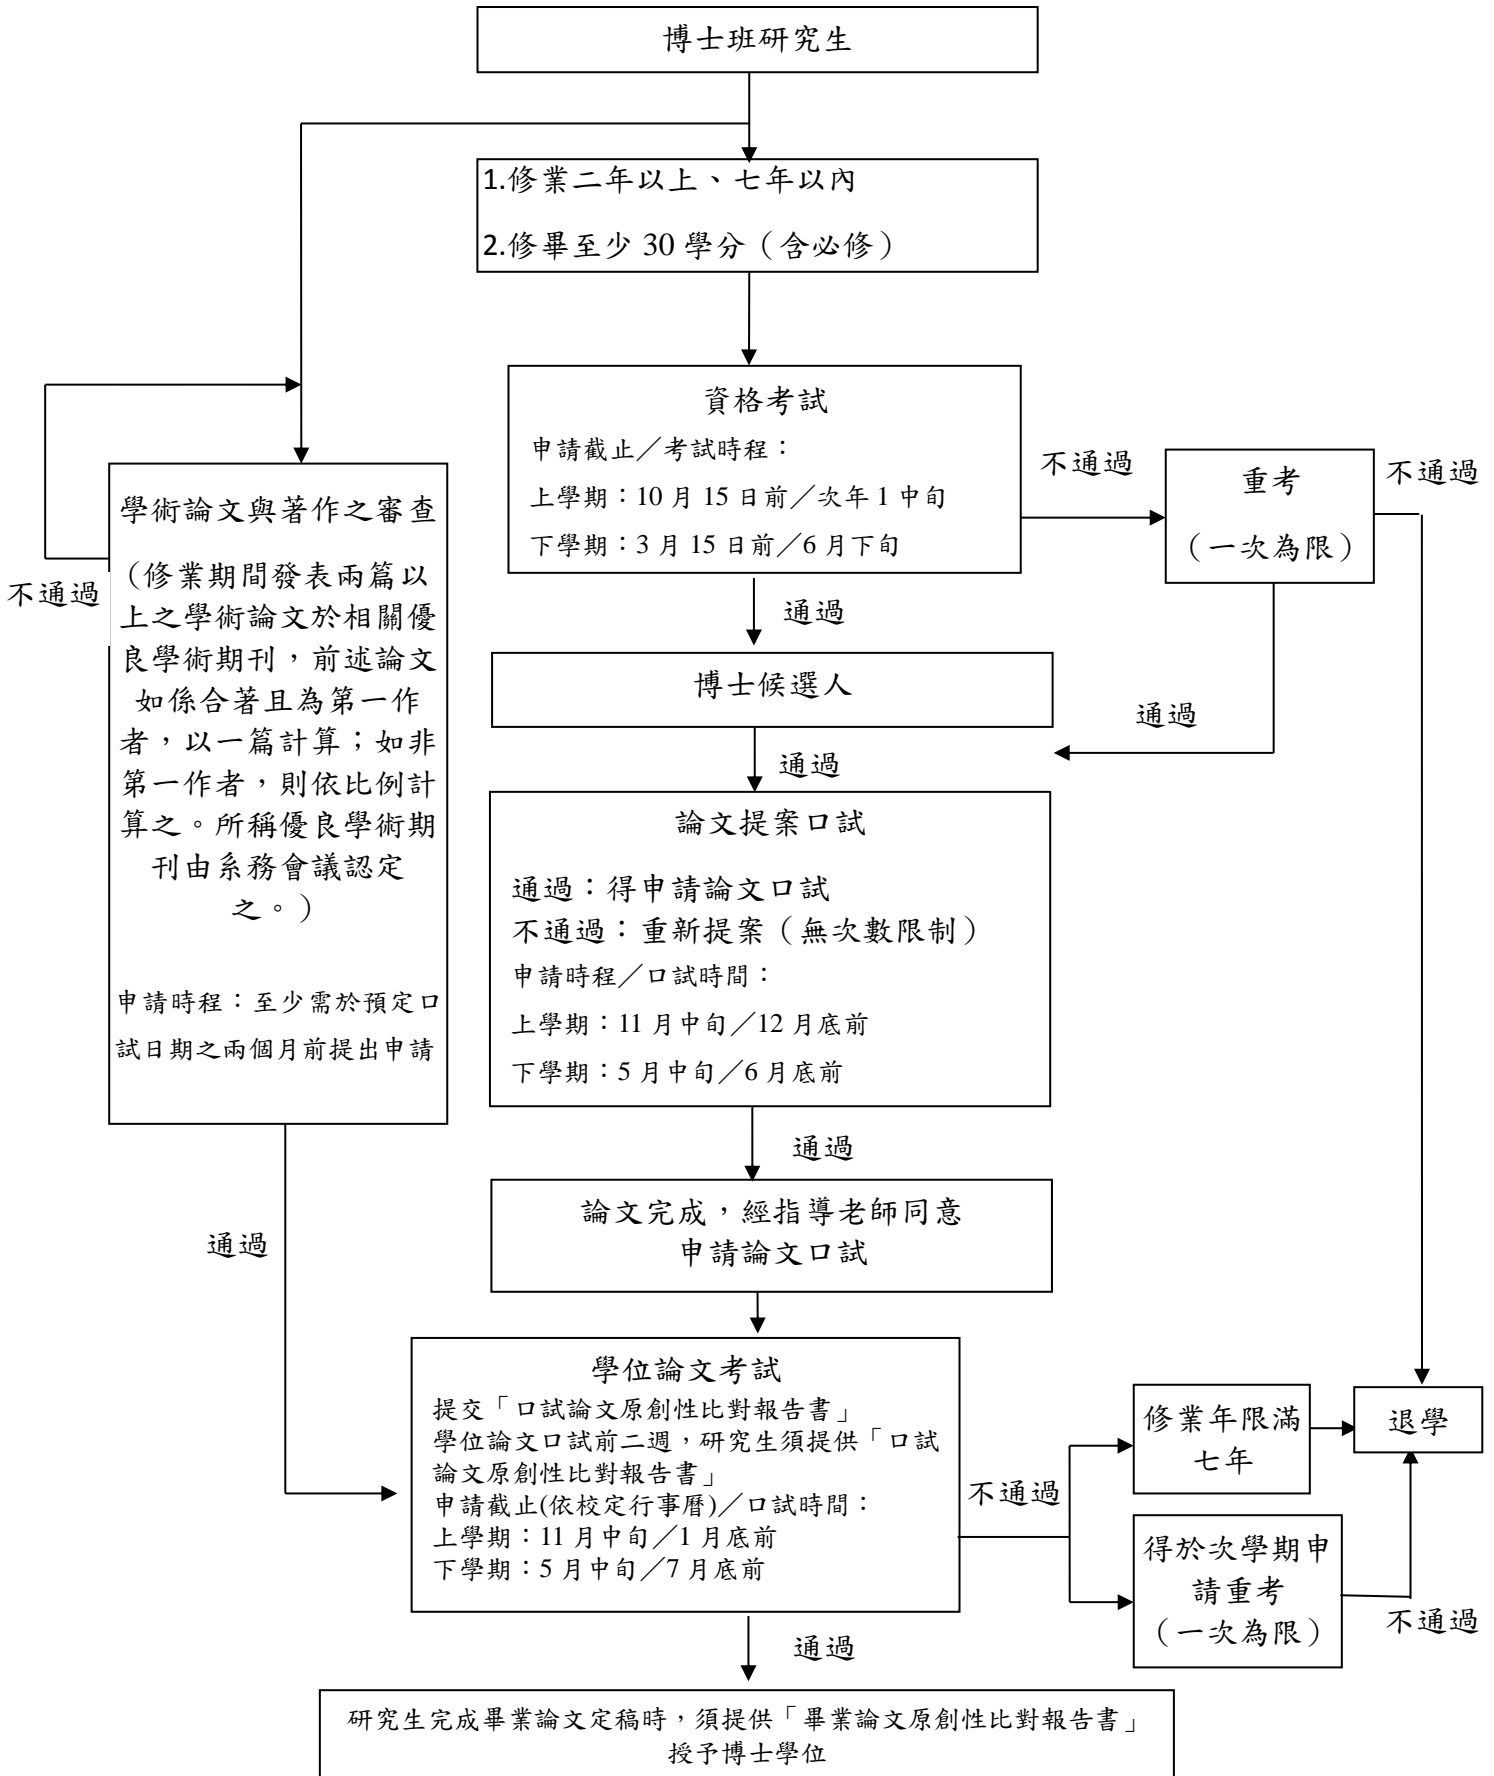 博士班研究生
1.修業二年以上、七年以內
2.修畢至少 30 學分（含必修）
資格考試
申請截止／考試時程：
上學期：10 月 15 日前／次年 1 中旬
下學期：3 月 15 日前／6 月下旬
不通過
重考
（一次為限）
不通過
通過
學術論文與著作之審查
（修業期間發表兩篇以
上之學術論文於相關優
良學術期刊，前述論文
如係合著且為第一作
者，以一篇計算；如非
第一作者，則依比例計
算之。所稱優良學術期
刊由系務會議認定
之。）
申請時程：至少需於預定口
試日期之兩個月前提出申請
不通過
通過
博士候選人
通過
通過
論文提案口試
通過：得申請論文口試
不通過：重新提案（無次數限制）
申請時程／口試時間：
上學期：11 月中旬／12 月底前
下學期：5 月中旬／6 月底前
通過
論文完成，經指導老師同意
申請論文口試
學位論文考試
提交「口試論文原創性比對報告書」
學位論文口試前二週，研究生須提供「口試
論文原創性比對報告書」
申請截止(依校定行事曆)／口試時間：
上學期：11 月中旬／1 月底前
下學期：5 月中旬／7 月底前
不通過
修業年限滿
七年
退學
得於次學期申
請重考
（一次為限）
不通過
通過
研究生完成畢業論文定稿時，須提供「畢業論文原創性比對報告書」
授予博士學位